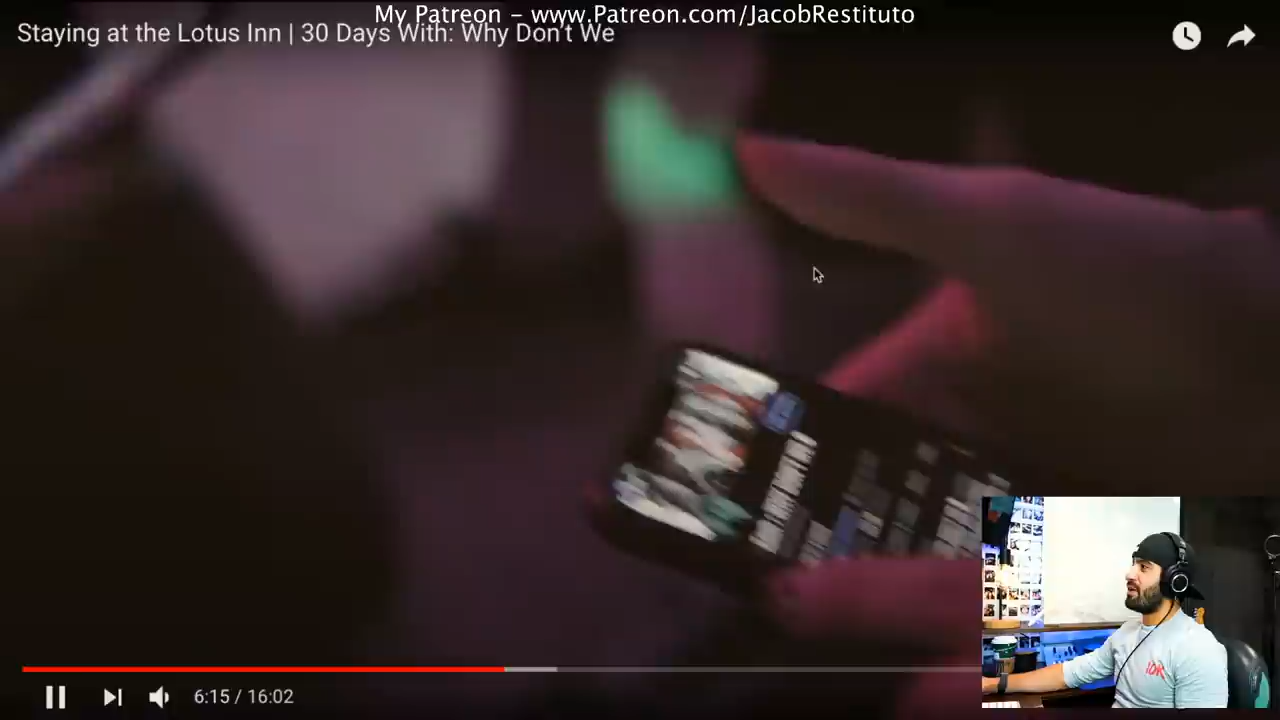 My Patreon - www.Patreon.com/JacobRestituto
Staying at the Lotus Inn | 30 Days With: Why Don't We
6:15 / 16:02
10K